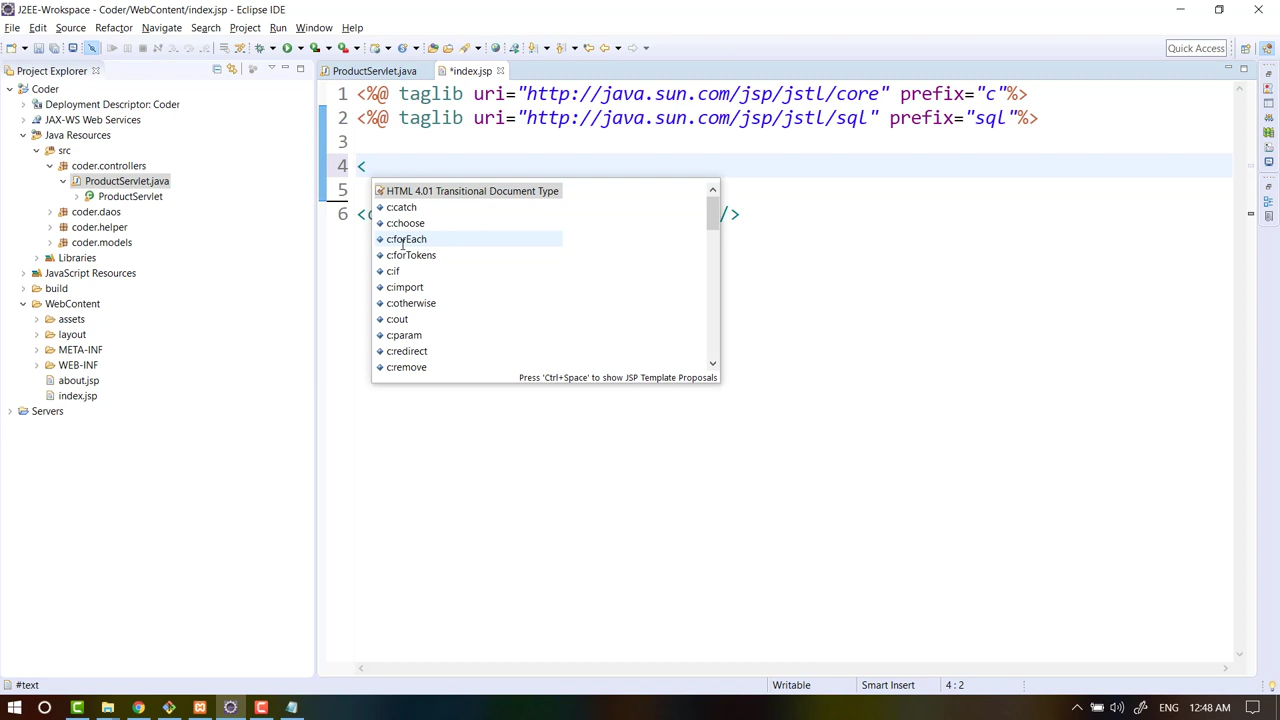 J2EE-Wrokspace - Coder/WebContent/index.jsp - Eclipse IDE
File Edit Source Refactor Navigate Search Project Run Window Help
Quick Access
Project Explorer
ProductServlet.java
*index.jsp
Coder
Deployment Descriptor: Coder
JAX-WS Web Services
Java Resources
src
coder.controllers
ProductServlet.java
ProductServlet
coder.daos
coder.helper
coder.models
Libraries
JavaScript Resources
build
WebContent
assets
layout
META-INF
WEB-INF
about.jsp
index.jsp
Servers
1 <%@ taglib uri="http://java.sun.com/jsp/jstl/core" prefix="c"%>
2 <%@ taglib uri="http://java.sun.com/jsp/jstl/sql" prefix="sql"%>
3
4 <
5
6 <c />
HTML 4.01 Transitional Document Type
c:catch
c:choose
c:forEach
c:forTokens
c:if
c:import
c:otherwise
c:out
c:param
c:redirect
c:remove
Press 'Ctrl+Space' to show JSP Template Proposals
#text
Writable
Smart Insert
4 : 2
ENG
12:48 AM